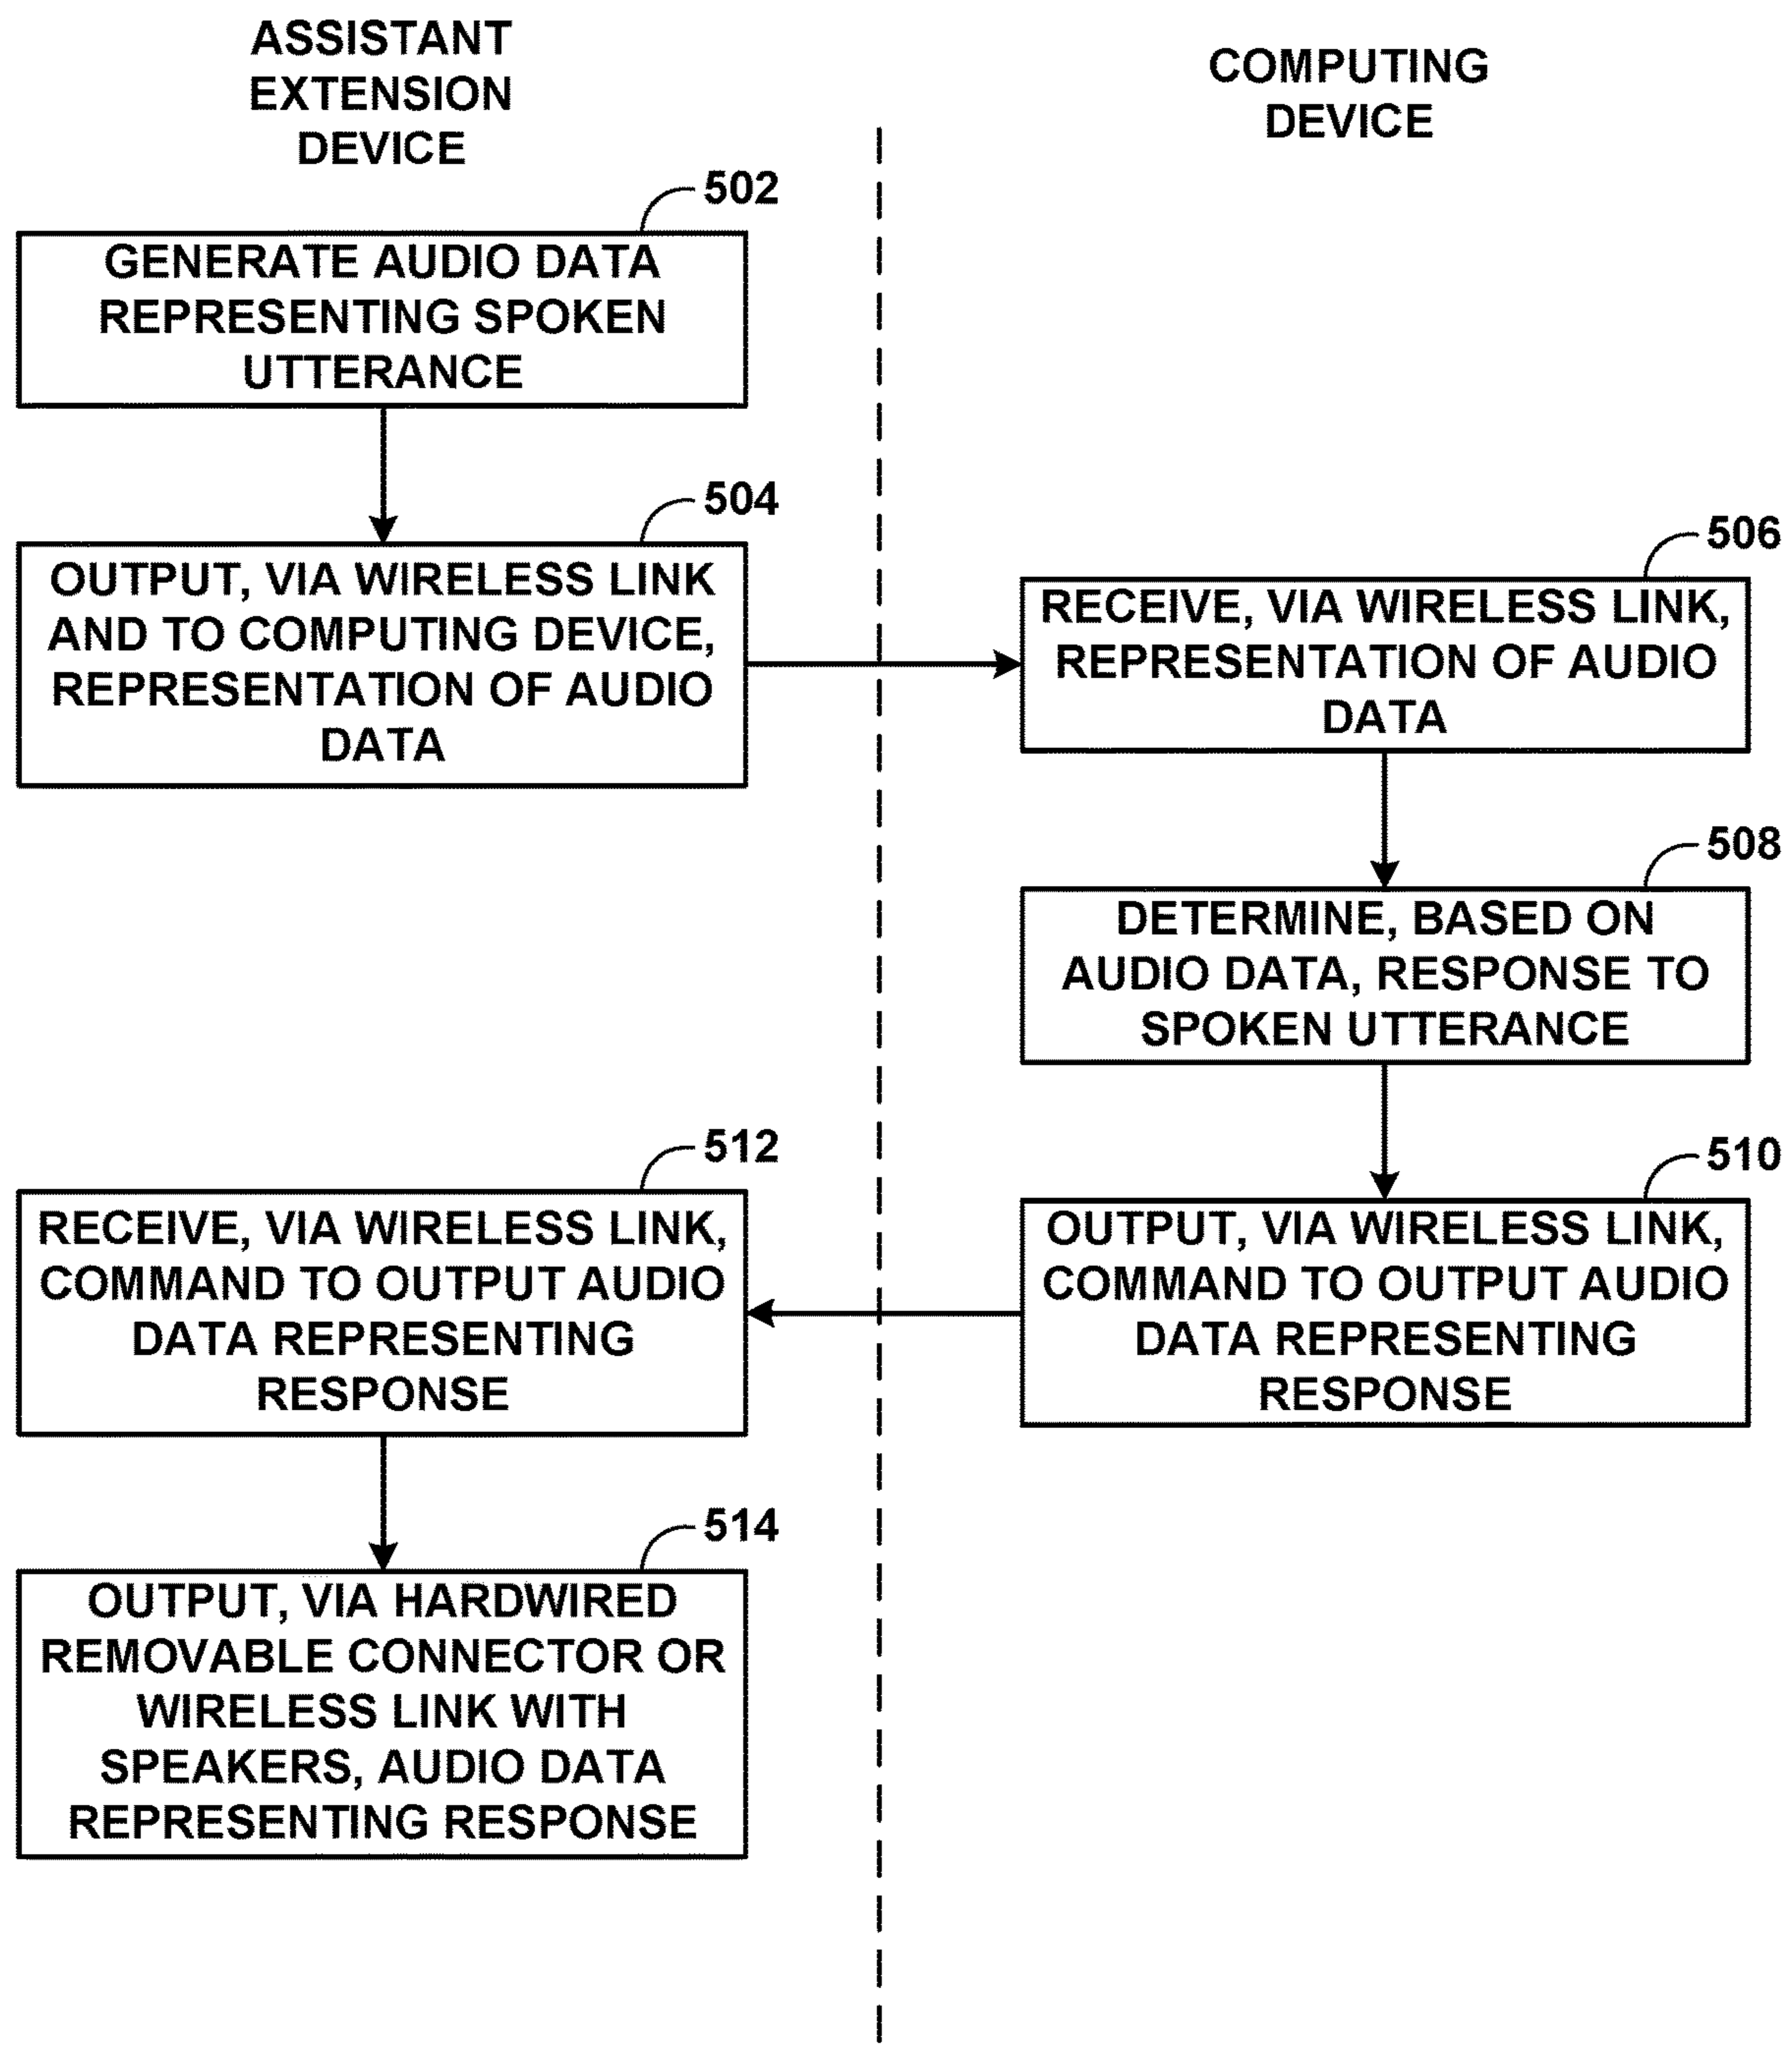 ASSISTANT
EXTENSION
DEVICE
COMPUTING
DEVICE
502
GENERATE AUDIO DATA
REPRESENTING SPOKEN
UTTERANCE
504
OUTPUT, VIA WIRELESS LINK
AND TO COMPUTING DEVICE,
REPRESENTATION OF AUDIO
DATA
506
RECEIVE, VIA WIRELESS LINK,
REPRESENTATION OF AUDIO
DATA
508
DETERMINE, BASED ON
AUDIO DATA, RESPONSE TO
SPOKEN UTTERANCE
510
OUTPUT, VIA WIRELESS LINK,
COMMAND TO OUTPUT AUDIO
DATA REPRESENTING
RESPONSE
512
RECEIVE, VIA WIRELESS LINK,
COMMAND TO OUTPUT AUDIO
DATA REPRESENTING
RESPONSE
514
OUTPUT, VIA HARDWIRED
REMOVABLE CONNECTOR OR
WIRELESS LINK WITH
SPEAKERS, AUDIO DATA
REPRESENTING RESPONSE